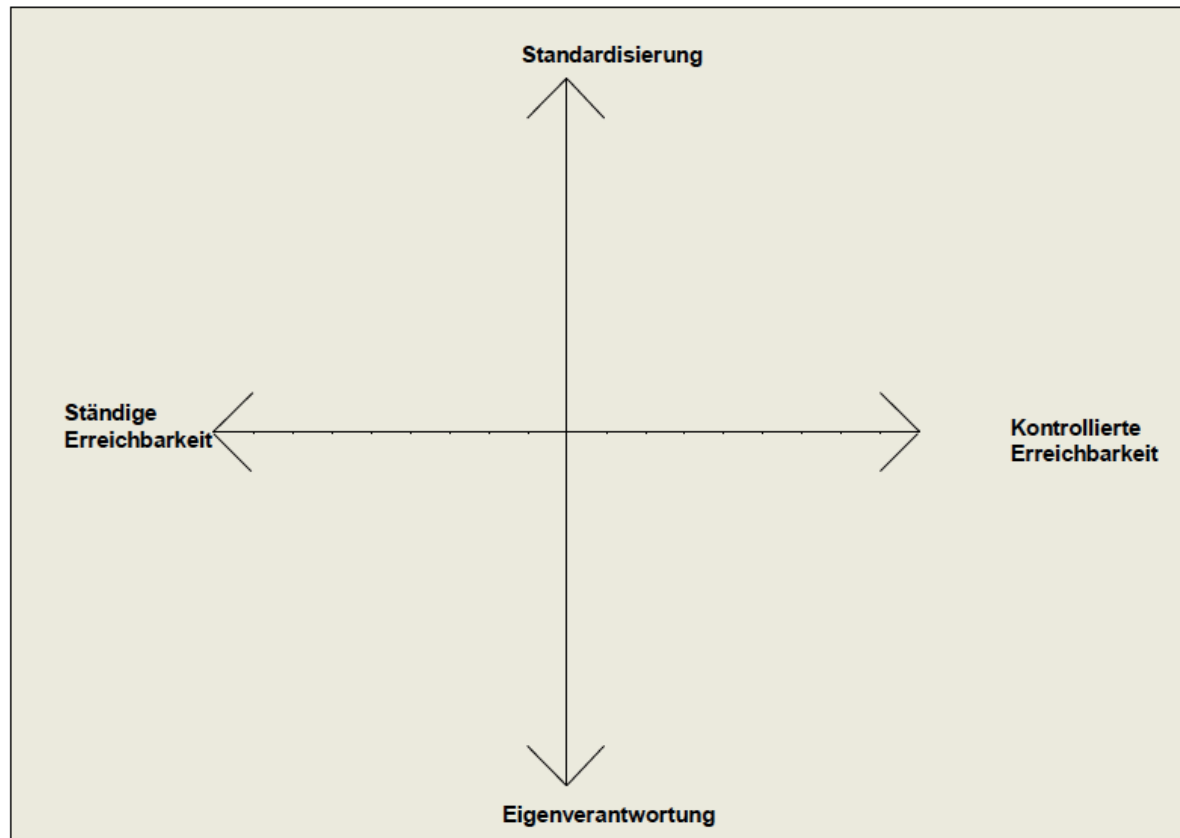 Standardisierung
Ständige
Erreichbarkeit
Kontrollierte
Erreichbarkeit
Eigenverantwortung